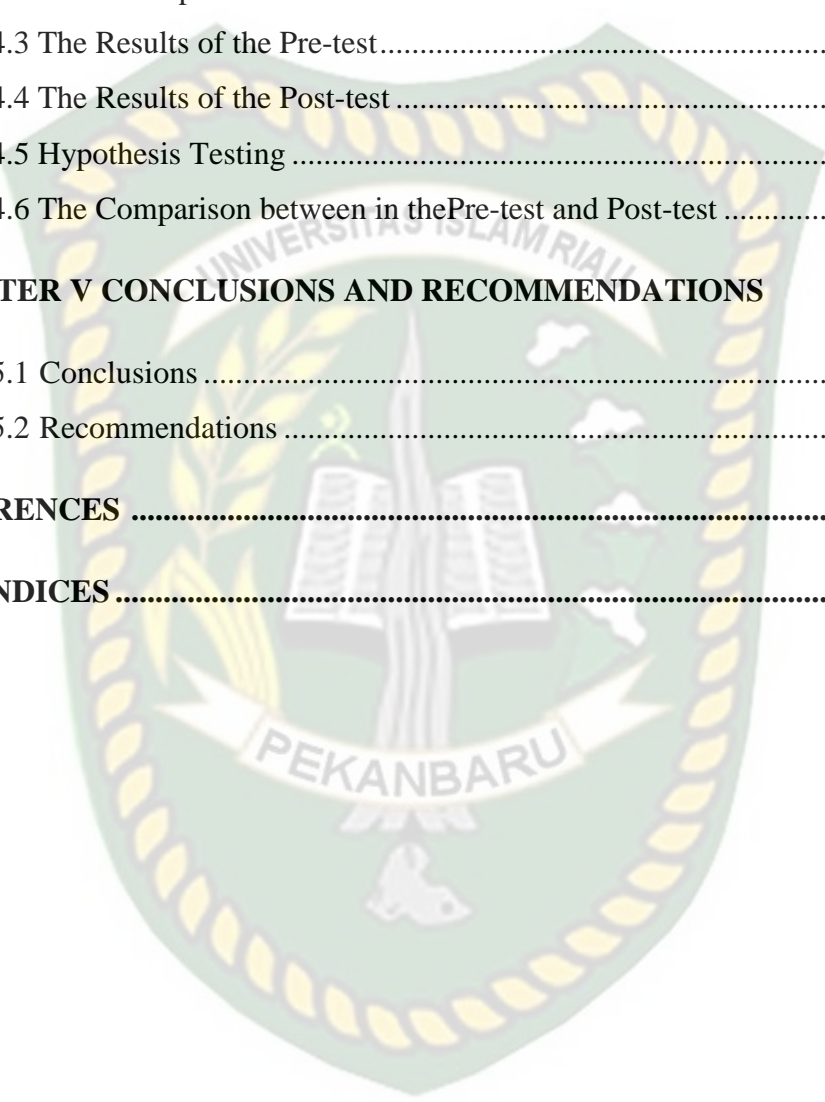 4.3 The Results of the Pre-test
4.4 The Results of the Post-test
4.5 Hypothesis Testing
4.6 The Comparison between in thePre-test and Post-test
UNIVERSITAS ISLAM RIAU
TER V CONCLUSIONS AND RECOMMENDATIONS
5.1 Conclusions
5.2 Recommendations
RENCES
NDICES
PEKANBARU